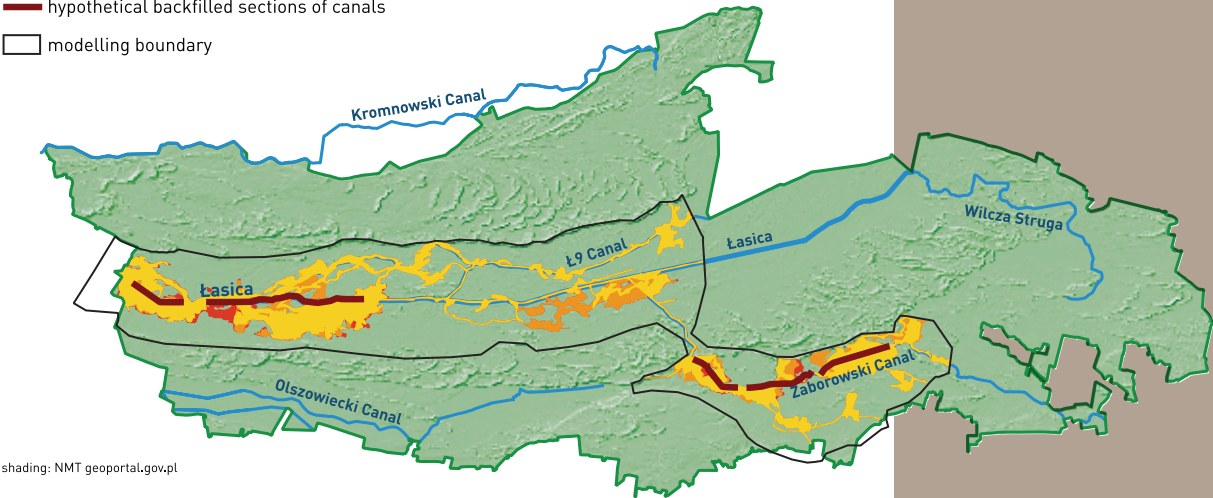 hypothetical backfilled sections of canals
modelling boundary
Kromnowski Canal
Wilcza Struga
Ł9 Canal
Łasica
Łasica
Zaborowski Canal
Olszowiecki Canal
shading: NMT geoportal.gov.pl